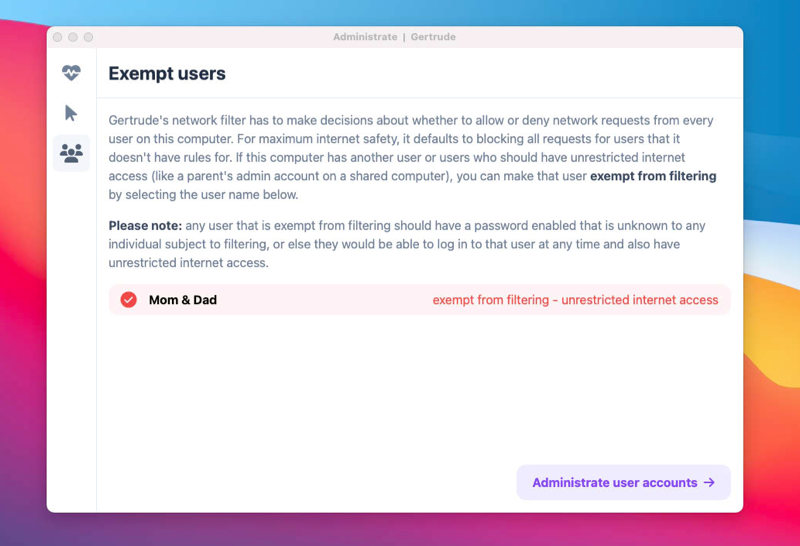 Administrate | Gertrude
Exempt users
Gertrude's network filter has to make decisions about whether to allow or deny network requests from every
user on this computer. For maximum internet safety, it defaults to blocking all requests for users that it
doesn't have rules for. If this computer has another user or users who should have unrestricted internet
access (like a parent's admin account on a shared computer), you can make that user exempt from filtering
by selecting the user name below.
Please note: any user that is exempt from filtering should have a password enabled that is unknown to any
individual subject to filtering, or else they would be able to log in to that user at any time and also have
unrestricted internet access.
Mom & Dad exempt from filtering - unrestricted internet access
Administrate user accounts →